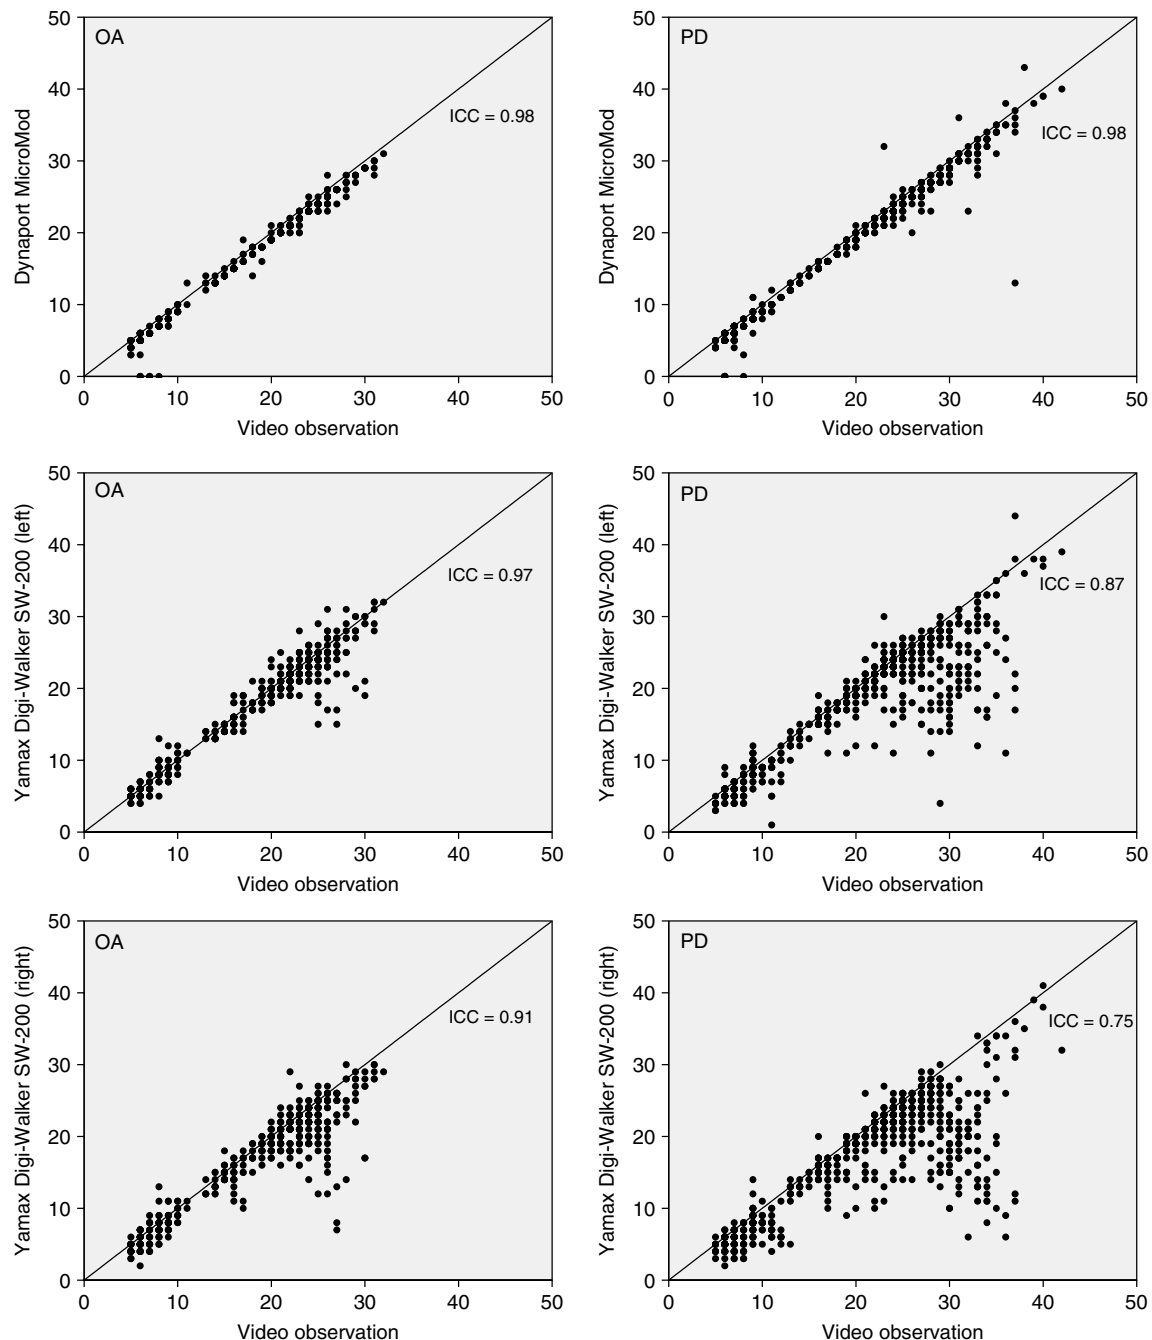 OA
ICC = 0.98
Dynaport MicroMod
50
40
30
20
10
0
0 10 20 30 40 50
Video observation
PD
ICC = 0.98
Dynaport MicroMod
50
40
30
20
10
0
0 10 20 30 40 50
Video observation
OA
ICC = 0.97
Yamax Digi-Walker SW-200 (left)
50
40
30
20
10
0
0 10 20 30 40 50
Video observation
PD
ICC = 0.87
Yamax Digi-Walker SW-200 (left)
50
40
30
20
10
0
0 10 20 30 40 50
Video observation
OA
ICC = 0.91
Yamax Digi-Walker SW-200 (right)
50
40
30
20
10
0
0 10 20 30 40 50
Video observation
PD
ICC = 0.75
Yamax Digi-Walker SW-200 (right)
50
40
30
20
10
0
0 10 20 30 40 50
Video observation